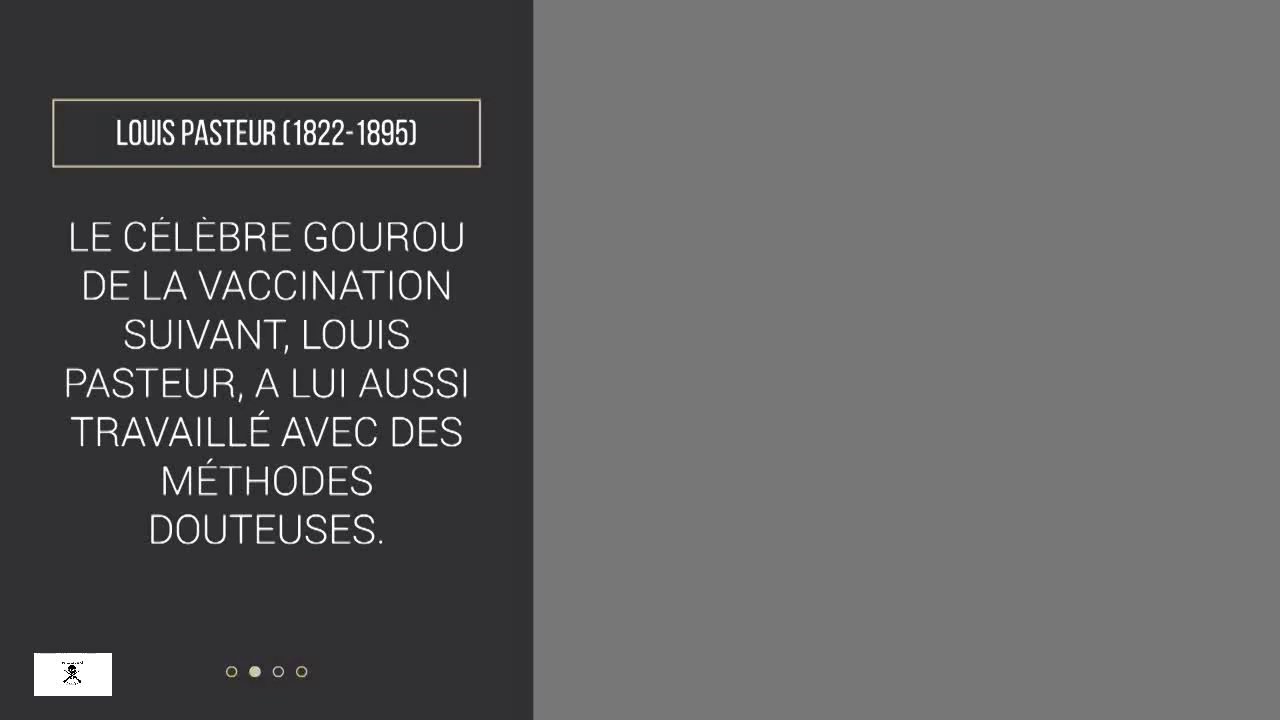 LOUIS PASTEUR (1822-1895)
LE CÉLÈBRE GOUROU
DE LA VACCINATION
SUIVANT, LOUIS
PASTEUR, A LUI AUSSI
TRAVAILLÉ AVEC DES
MÉTHODES
DOUTEUSES.